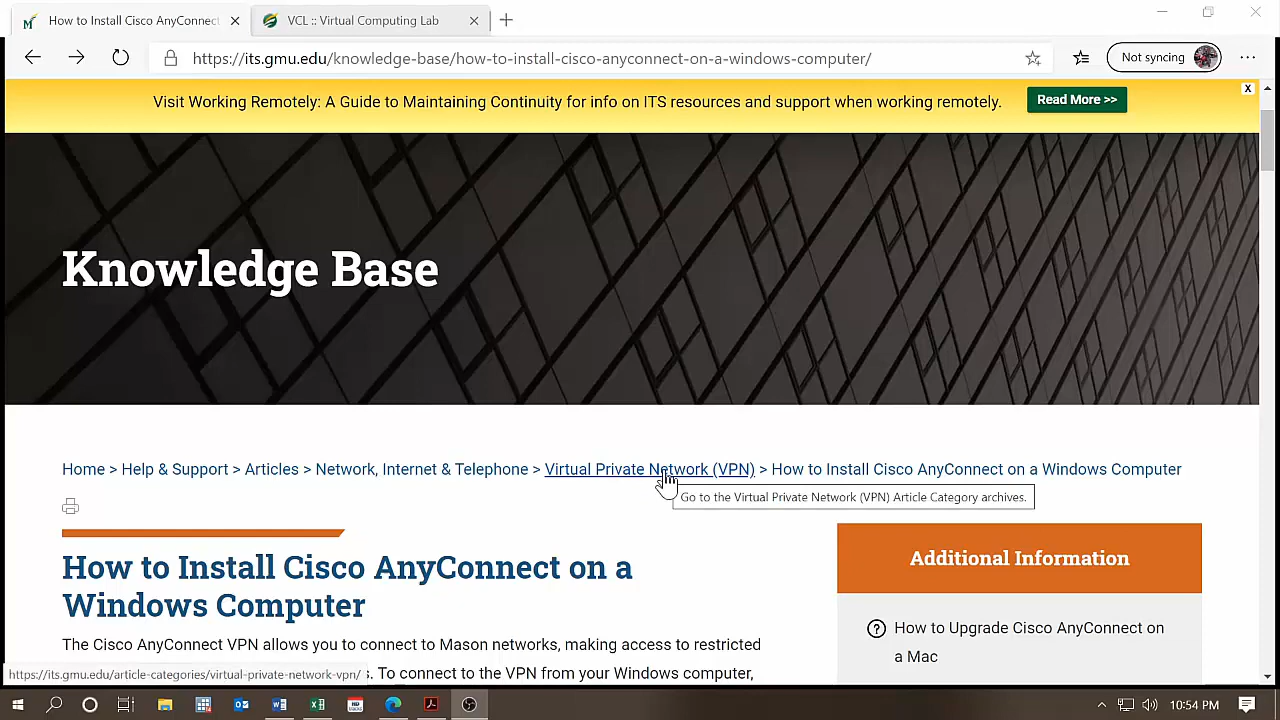 How to Install Cisco AnyConnect
VCL :: Virtual Computing Lab
https://its.gmu.edu/knowledge-base/how-to-install-cisco-anyconnect-on-a-windows-computer/
Not syncing
Visit Working Remotely: A Guide to Maintaining Continuity for info on ITS resources and support when working remotely.
Read More >>
X
Knowledge Base
Home > Help & Support > Articles > Network, Internet & Telephone > Virtual Private Network (VPN) > How to Install Cisco AnyConnect on a Windows Computer
Go to the Virtual Private Network (VPN) Article Category archives.
How to Install Cisco AnyConnect on a
Windows Computer
The Cisco AnyConnect VPN allows you to connect to Mason networks, making access to restricted
s. To connect to the VPN from your Windows computer,
Additional Information
How to Upgrade Cisco AnyConnect on
a Mac
https://its.gmu.edu/article-categories/virtual-private-network-vpn/
10:54 PM